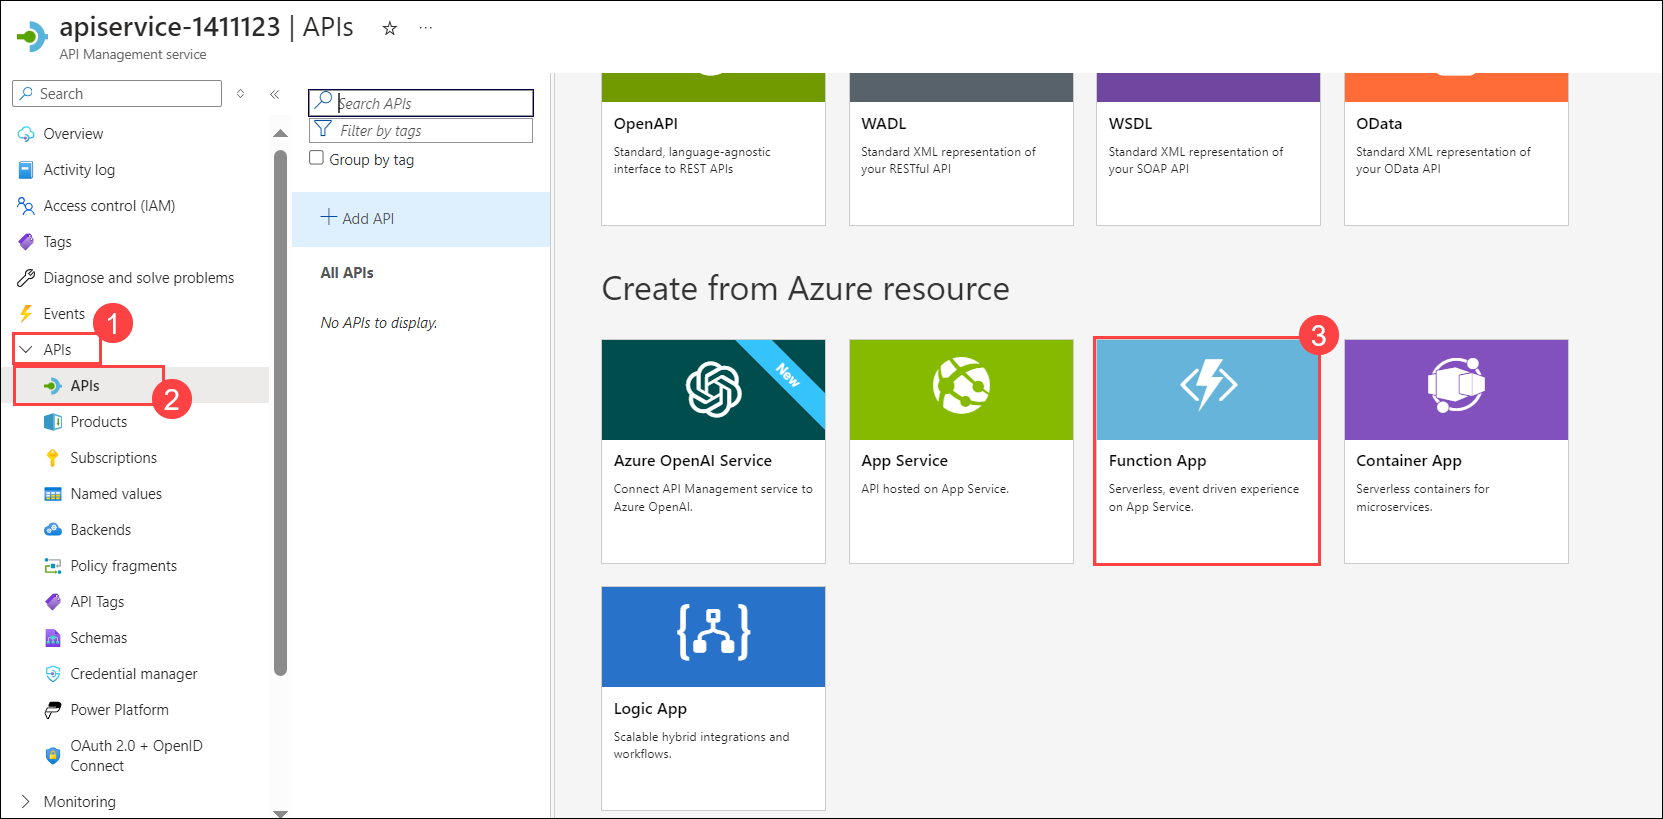 apiservice-1411123 | APIs
API Management service
Search
Overview
Activity log
Access control (IAM)
Tags
Diagnose and solve problems
Events
1
APIs
APIs
2
Products
Subscriptions
Named values
Backends
Policy fragments
API Tags
Schemas
Credential manager
Power Platform
OAuth 2.0 + OpenID
Connect
Monitoring
Search APIs
Filter by tags
Group by tag
Add API
All APIs
No APIs to display.
OpenAPI
Standard, language-agnostic
interface to REST APIs
WADL
Standard XML representation of
your RESTful API
WSDL
Standard XML representation of
your SOAP API
OData
Standard XML representation of
your OData API
Create from Azure resource
New
Azure OpenAI Service
Connect API Management service to
Azure OpenAI.
App Service
API hosted on App Service.
3
Function App
Serverless, event driven experience
on App Service.
Container App
Serverless containers for
microservices.
Logic App
Scalable hybrid integrations and
workflows.